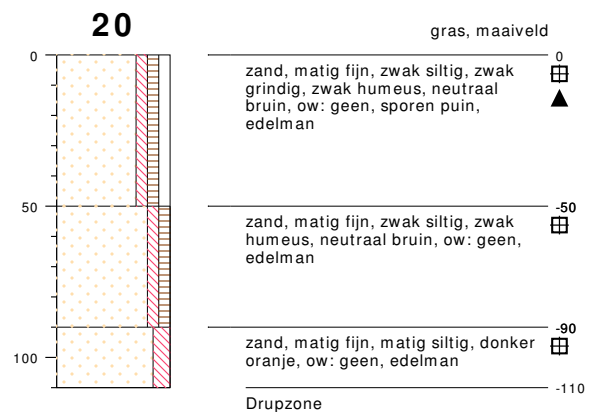 20
gras, maaiveld
0
0
zand, matig fijn, zwak siltig, zwak
grindig, zwak humeus, neutraal
bruin, ow: geen, sporen puin,
edelman
50
-50
zand, matig fijn, zwak siltig, zwak
humeus, neutraal bruin, ow: geen,
edelman
-90
zand, matig fijn, matig siltig, donker
oranje, ow: geen, edelman
100
-110
Drupzone